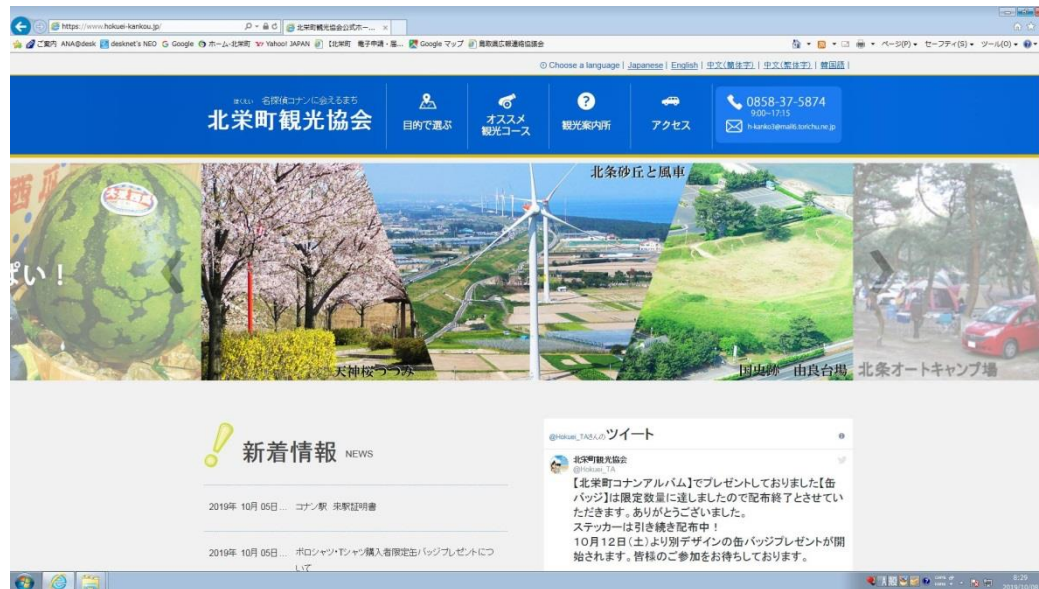 https://www.hokuei-kankou.jp/
北栄町観光協会公式ホー...
ご案内 ANA@desk desknet's NEO Google ホーム-北栄町 Yahoo! JAPAN 【北栄町 電子申請・届... Google マップ 鳥取県広報連絡協議会
ページ(P) セーフティ(S) ツール(O)
Choose a language | Japanese | English | 中文(簡体字) | 中文(繁体字) | 韓国語 |
ほくえい 名探偵コナンに会えるまち
北栄町観光協会
目的で選ぶ
オススメ
観光コース
観光案内所
アクセス
0858-37-5874
9:00~17:15
h-kanko3@mail6.torichu.ne.jp
ぱい!
天神桜づつみ
北条砂丘と風車
国史跡 由良台場
北条オートキャンプ場
新着情報 NEWS
2019年 10月 05日... コナン駅 来駅証明書
2019年 10月 05日... ポロシャツ・Tシャツ購入者限定缶バッジプレゼントにつ
いて
@Hokuei_TAさんのツイート
北栄町観光協会
@Hokuei_TA
【北栄町コナンアルバム】でプレゼントしておりました【缶
バッジ】は限定数量に達しましたので配布終了とさせてい
ただきます。ありがとうございました。
ステッカーは引き続き配布中!
10月12日(土)より別デザインの缶バッジプレゼントが開
始されます。皆様のご参加をお待ちしております。
8:29